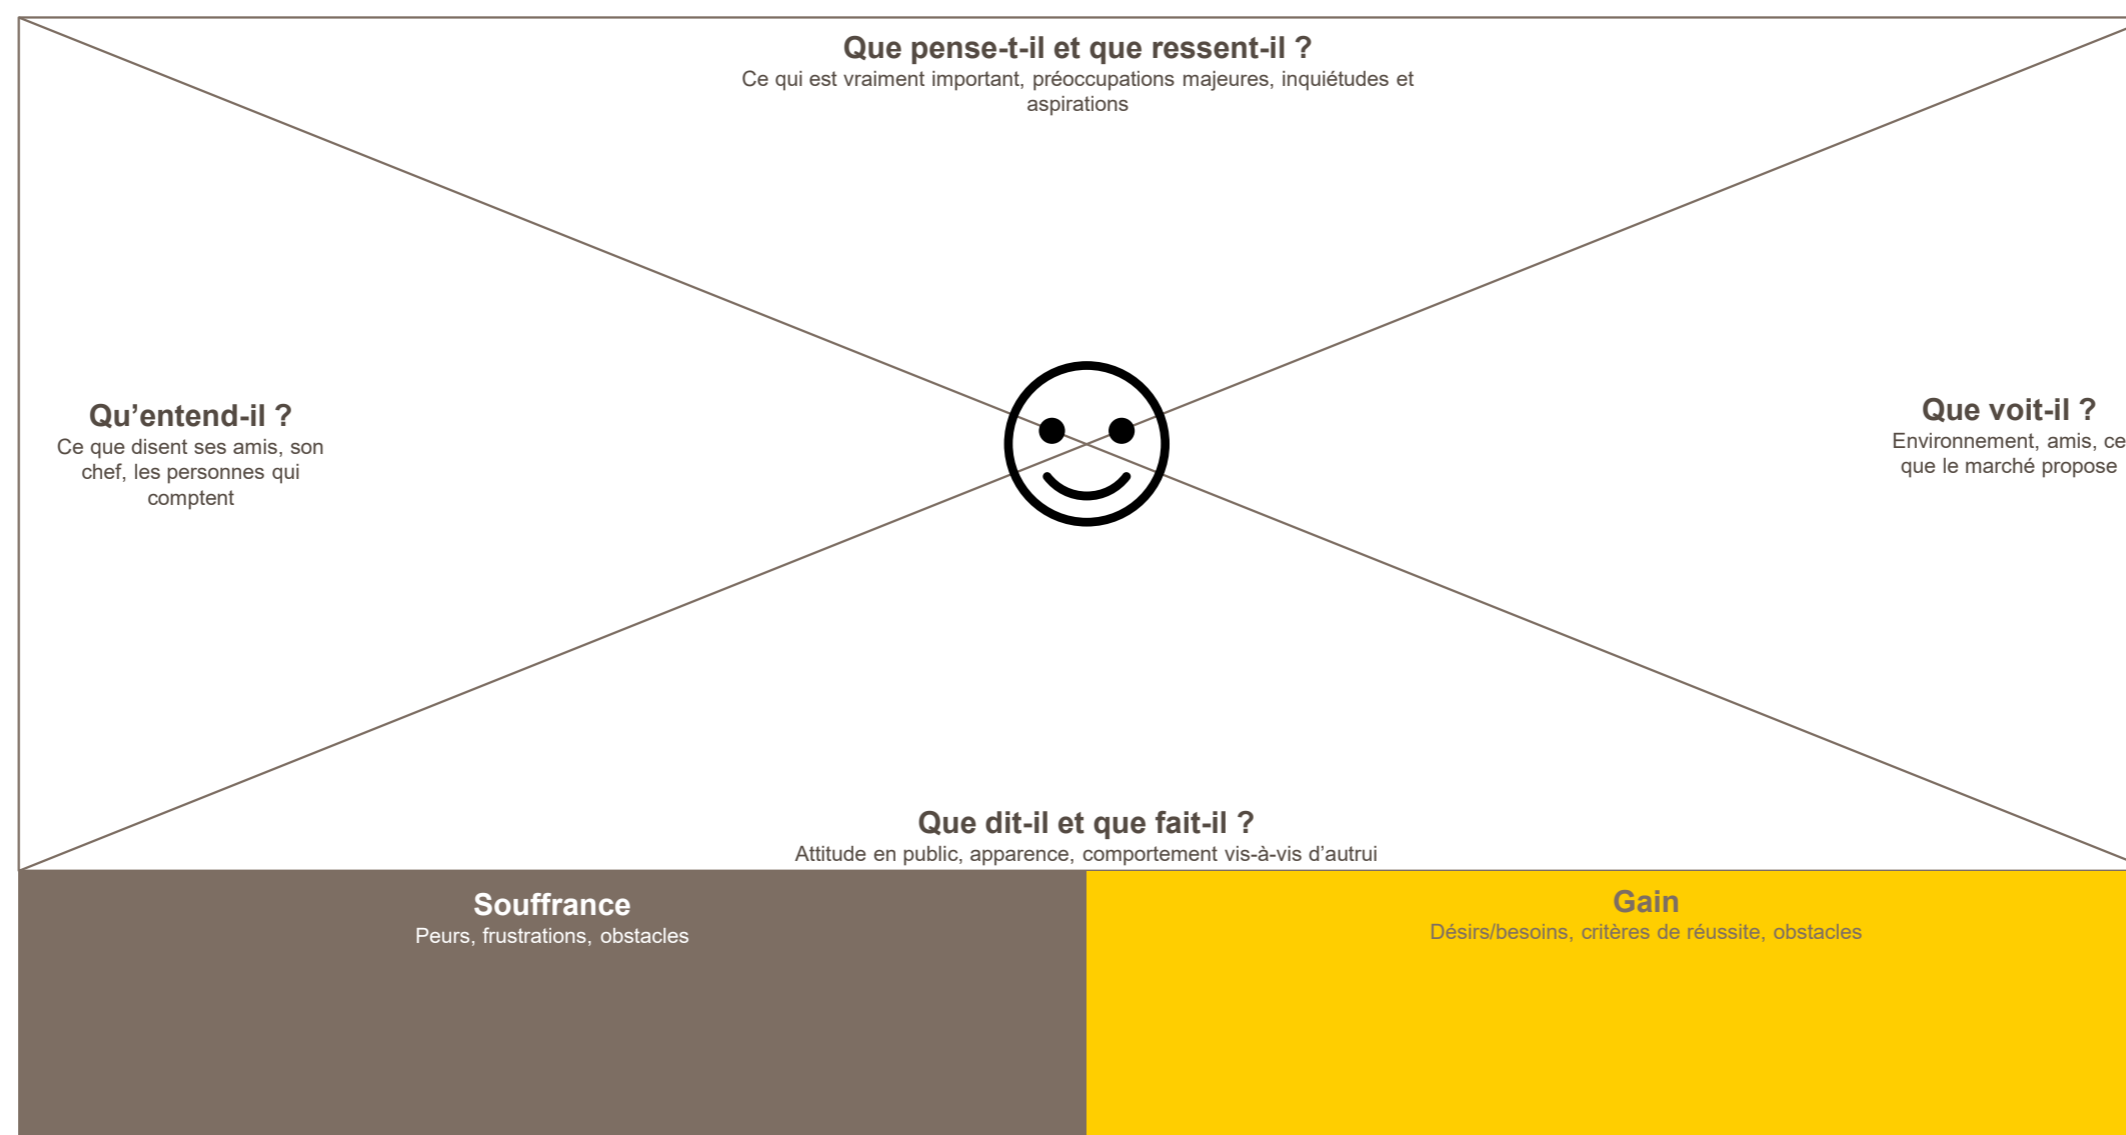 Que pense-t-il et que ressent-il ?
Ce qui est vraiment important, préoccupations majeures, inquiétudes et
aspirations
Qu’entend-il ?
Ce que disent ses amis, son
chef, les personnes qui
comptent
Que voit-il ?
Environnement, amis, ce
que le marché propose
Que dit-il et que fait-il ?
Attitude en public, apparence, comportement vis-à-vis d’autrui
Souffrance
Peurs, frustrations, obstacles
Gain
Désirs/besoins, critères de réussite, obstacles